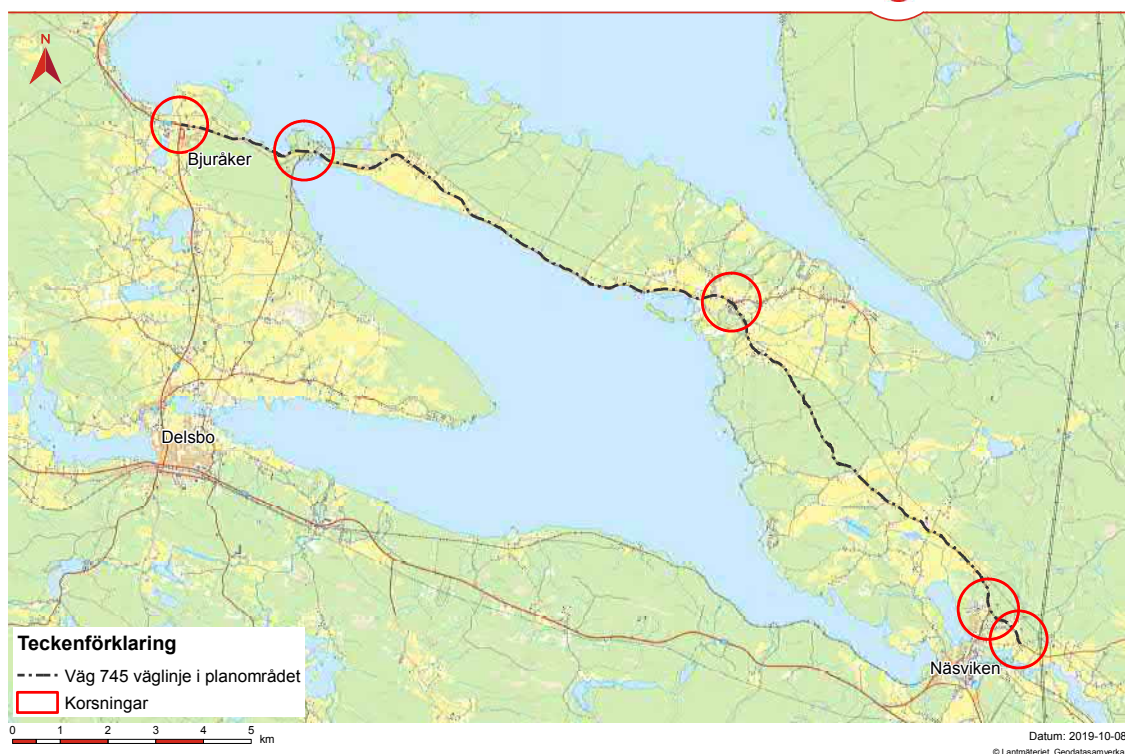 N
Bjuråker
Delsbo
Näsviken
Teckenförklaring
Väg 745 väglinje i planområdet
Korsningar
0 1 2 3 4 5
km
Datum: 2019-10-08
© Lantmäteriet, Geodatasamverka